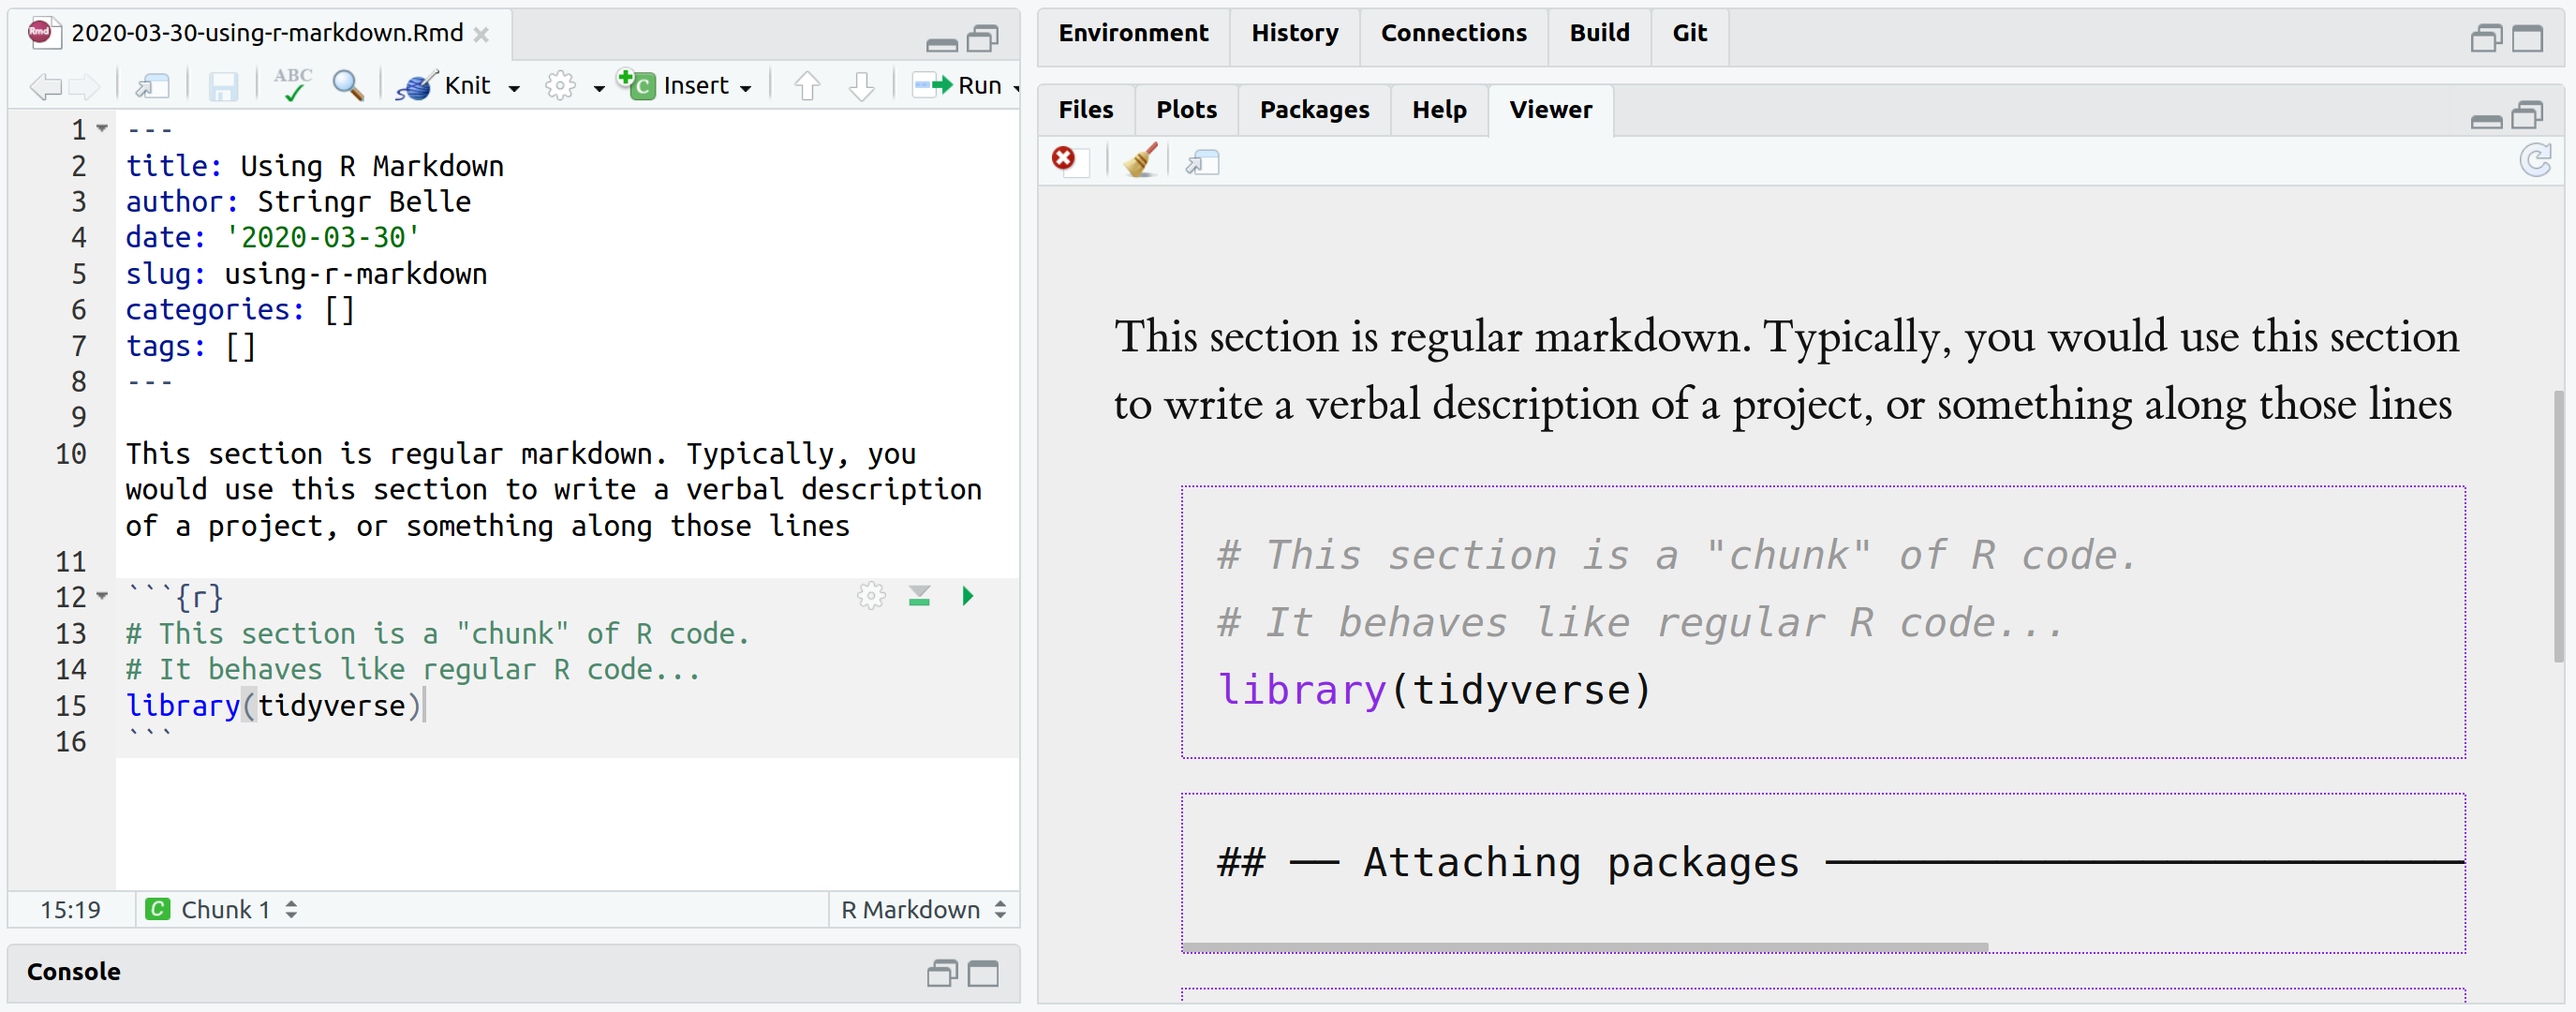 2020-03-30-using-r-markdown.Rmd
ABC
Knit
Insert
Run
1 ---
2 title: Using R Markdown
3 author: Stringr Belle
4 date: '2020-03-30'
5 slug: using-r-markdown
6 categories: []
7 tags: []
8 ---
9
10 This section is regular markdown. Typically, you
would use this section to write a verbal description
of a project, or something along those lines
11
12 ```{r}
13 # This section is a "chunk" of R code.
14 # It behaves like regular R code...
15 library(tidyverse)
16 ```
15:19 C Chunk 1 R Markdown
Console
Environment History Connections Build Git
Files Plots Packages Help Viewer
This section is regular markdown. Typically, you would use this section
to write a verbal description of a project, or something along those lines
# This section is a "chunk" of R code.
# It behaves like regular R code...
library(tidyverse)
## ── Attaching packages ──────────────────────────